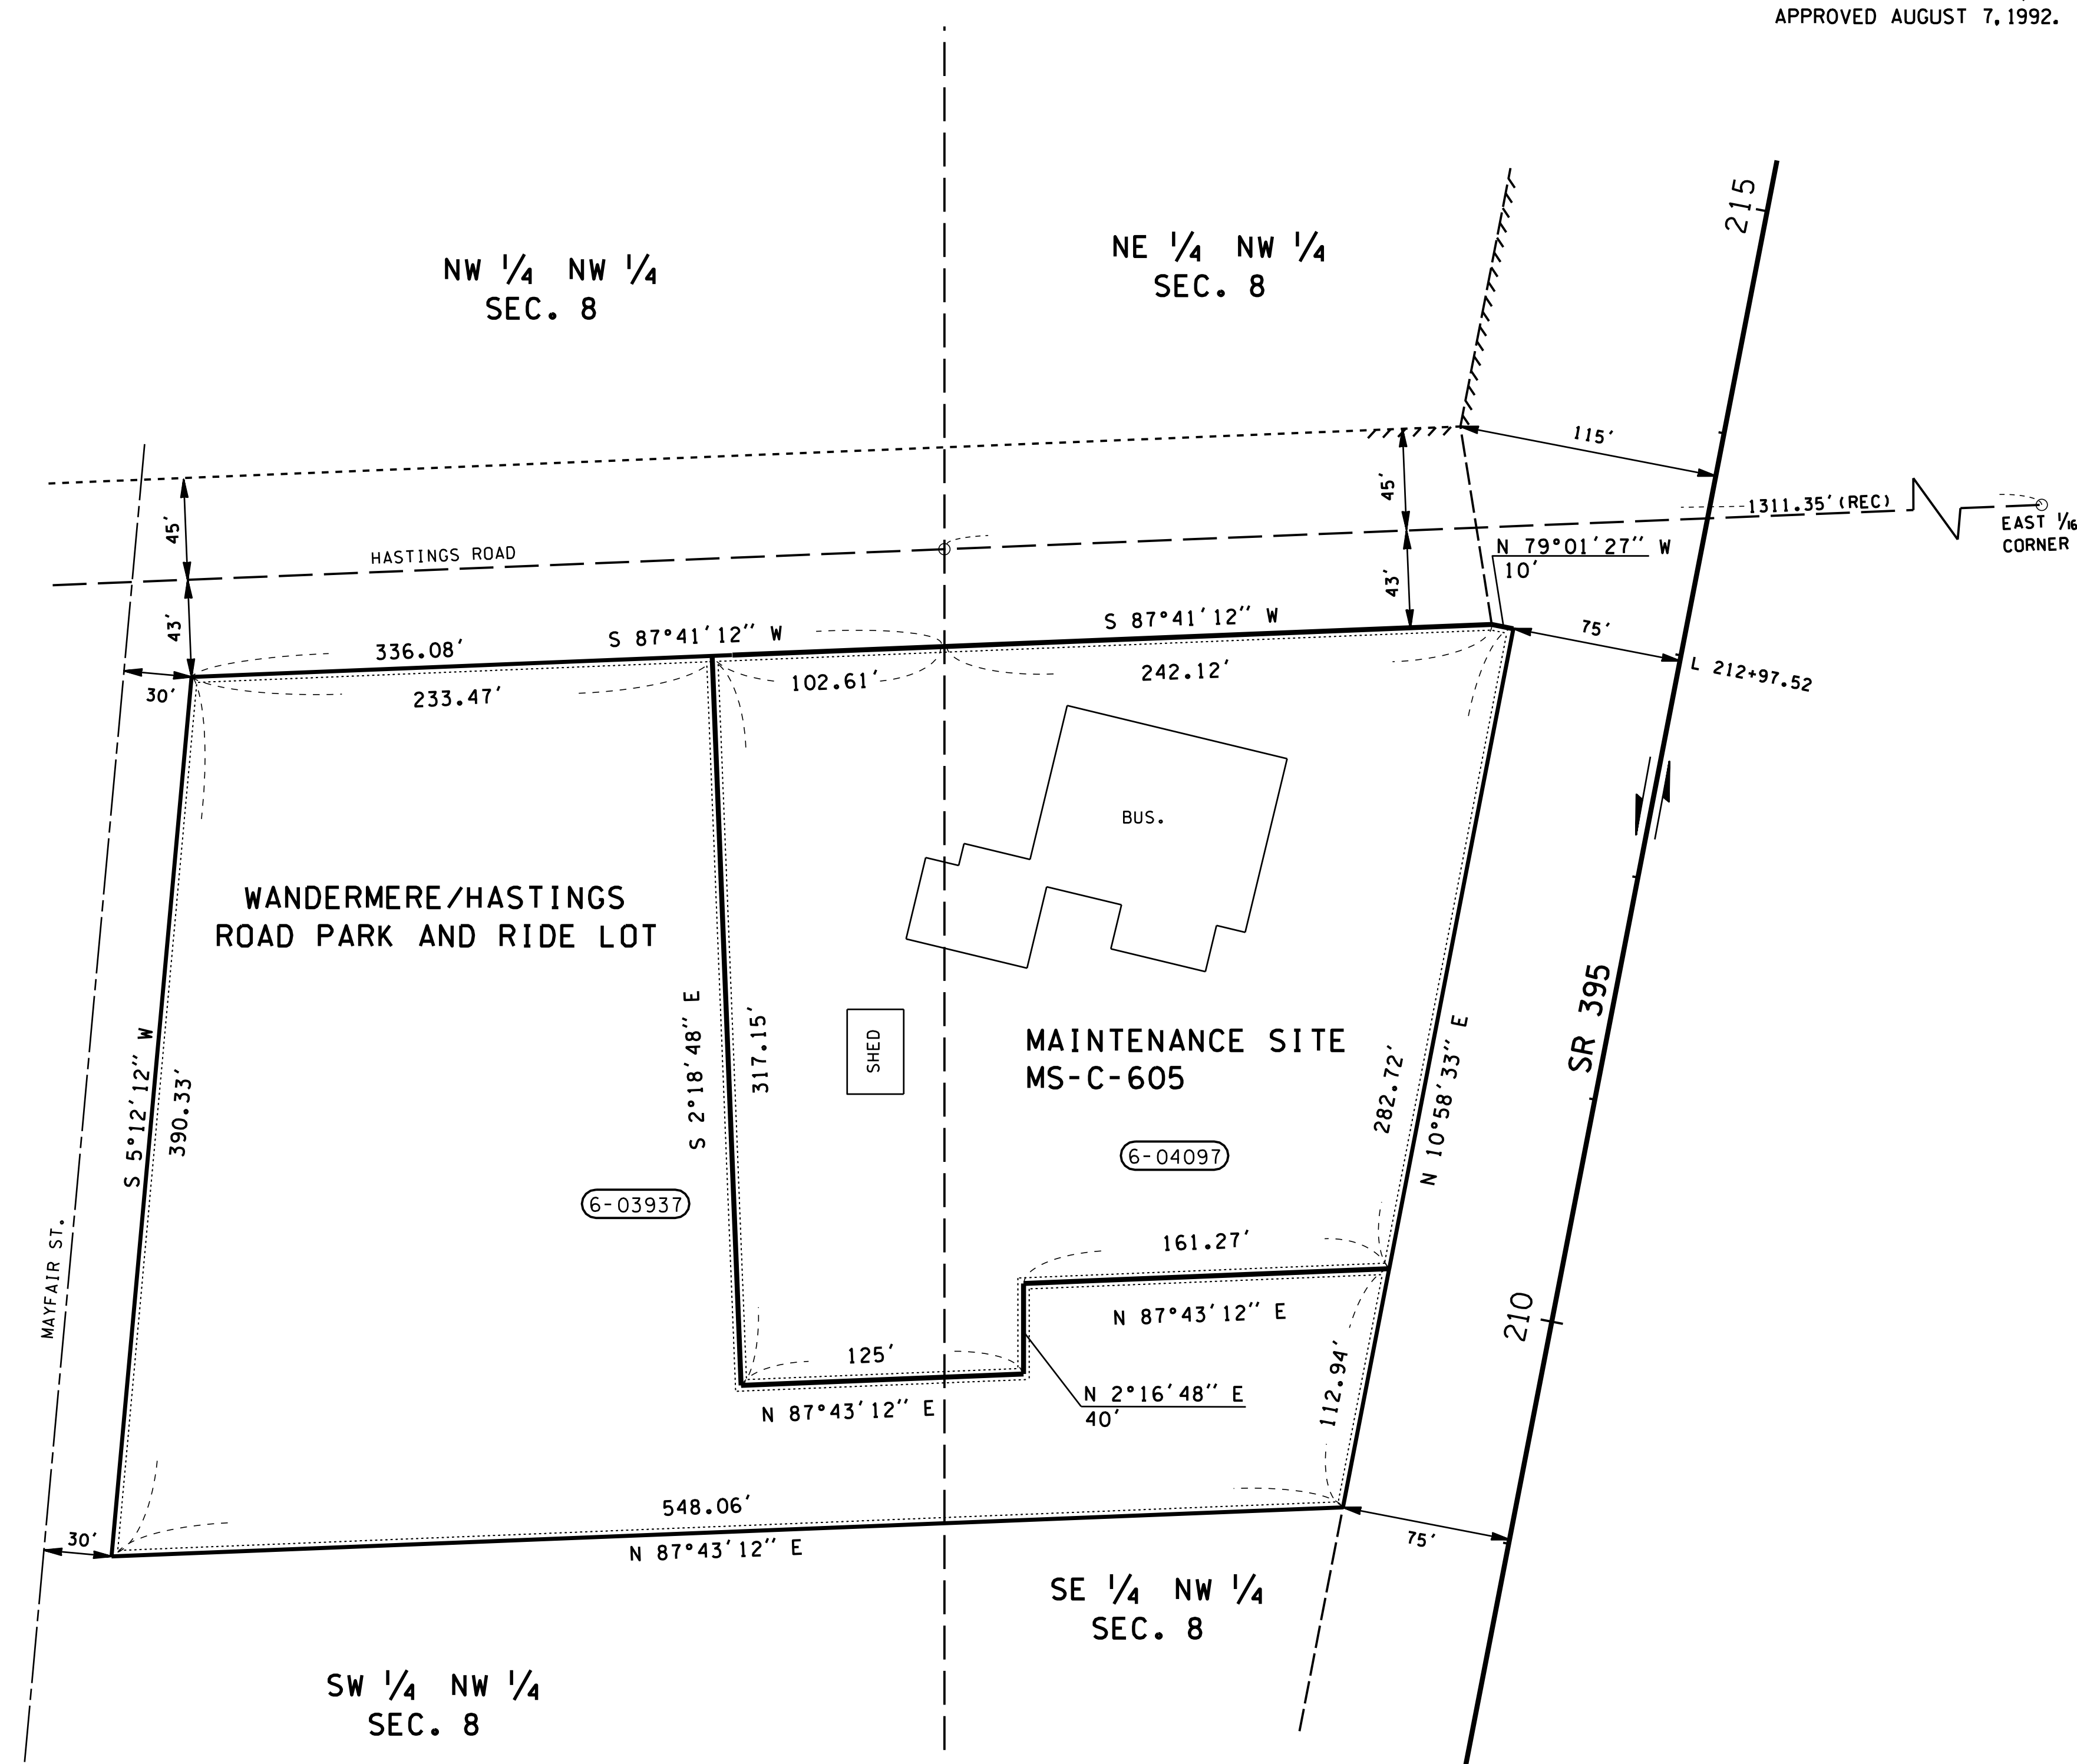 APPROVED AUGUST 7, 1992.
215
NW 1/4 NW 1/4
SEC. 8
NE 1/4 NW 1/4
SEC. 8
115'
45'
45'
1311.35' (REC)
EAST 1/16
CORNER
HASTINGS ROAD
N 79°01'27" W
10'
43'
43'
S 87°41'12" W
S 87°41'12" W
336.08'
75'
30'
233.47'
102.61'
242.12'
L 212+97.52
BUS.
WANDERMERE/HASTINGS
ROAD PARK AND RIDE LOT
S 5°12'12" W
390.33'
S 2°18'48" E
317.15'
SHED
MAINTENANCE SITE
MS-C-605
282.72'
N 10°58'33" E
SR 395
6-04097
6-03937
MAYFAIR ST.
161.27'
N 87°43'12" E
210
125'
N 87°43'12" E
N 2°16'48" E
40'
112.94'
548.06'
N 87°43'12" E
30'
75'
SE 1/4 NW 1/4
SEC. 8
SW 1/4 NW 1/4
SEC. 8